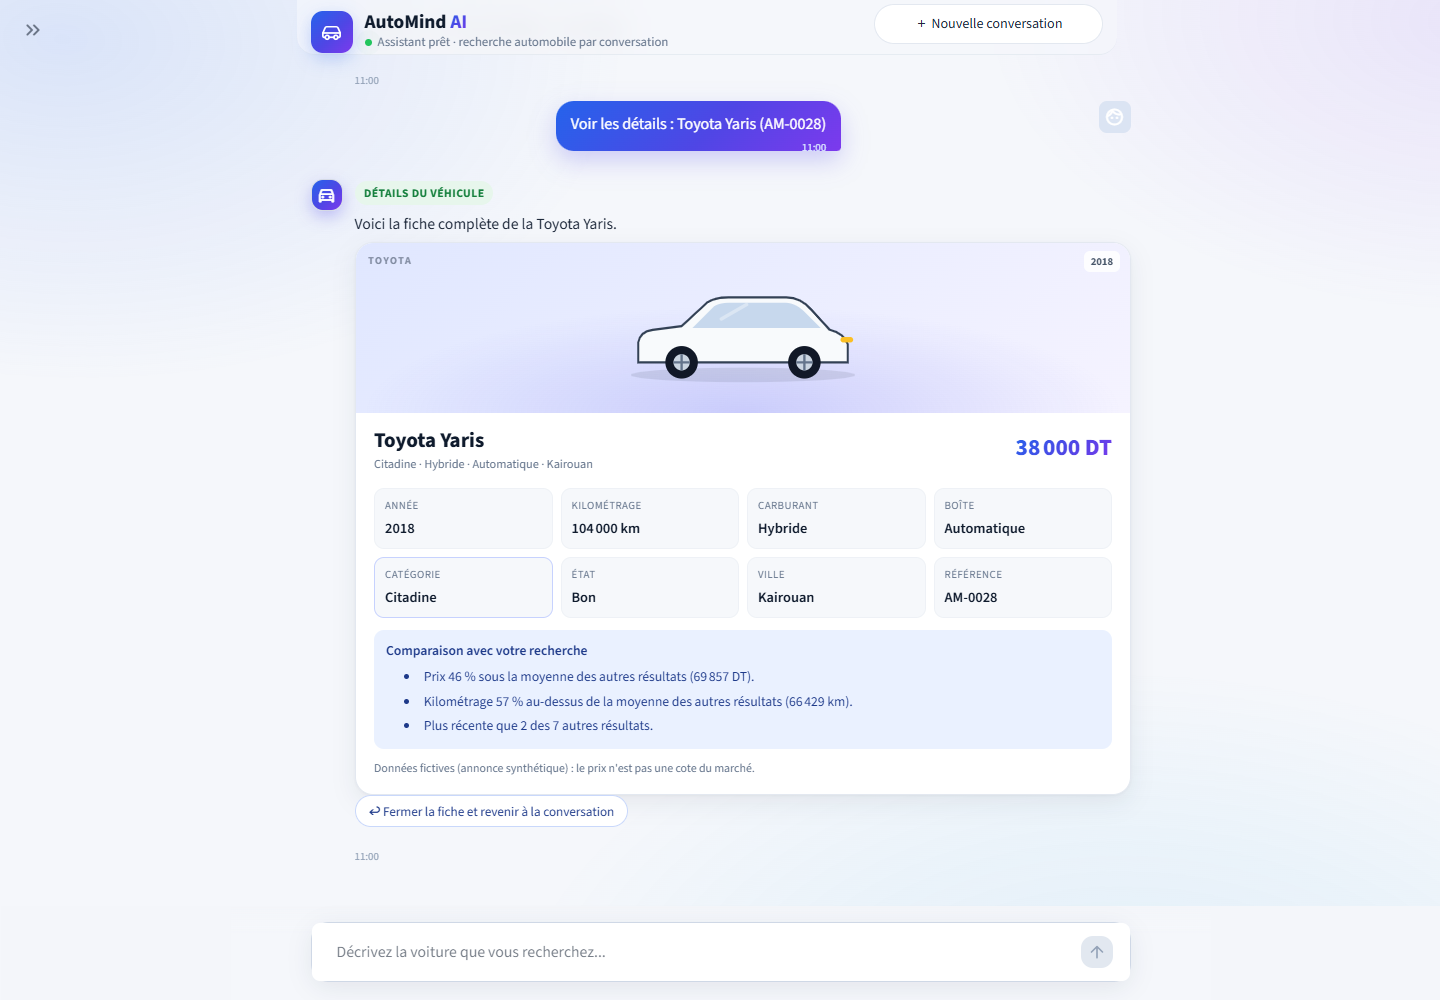 AutoMind AI
Assistant prêt · recherche automobile par conversation
+ Nouvelle conversation
11:00
Voir les détails : Toyota Yaris (AM-0028)
11:00
DÉTAILS DU VÉHICULE
Voici la fiche complète de la Toyota Yaris.
TOYOTA
2018
Toyota Yaris
38 000 DT
Citadine · Hybride · Automatique · Kairouan
ANNÉE
2018
KILOMÉTRAGE
104 000 km
CARBURANT
Hybride
BOÎTE
Automatique
CATÉGORIE
Citadine
ÉTAT
Bon
VILLE
Kairouan
RÉFÉRENCE
AM-0028
Comparaison avec votre recherche
• Prix 46 % sous la moyenne des autres résultats (69 857 DT).
• Kilométrage 57 % au-dessus de la moyenne des autres résultats (66 429 km).
• Plus récente que 2 des 7 autres résultats.
Données fictives (annonce synthétique) : le prix n'est pas une cote du marché.
↩ Fermer la fiche et revenir à la conversation
11:00
Décrivez la voiture que vous recherchez...